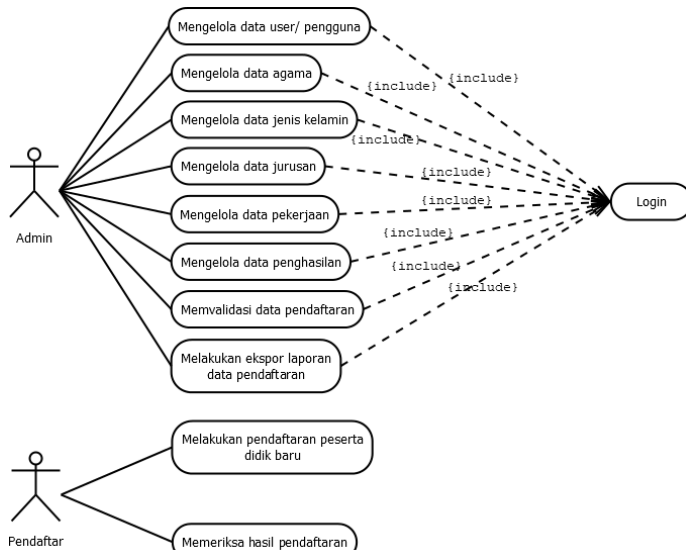 Mengelola data user/ pengguna
Mengelola data agama
{include}
{include}
Mengelola data jenis kelamin
{include}
Mengelola data jurusan
{include}
Mengelola data pekerjaan
{include}
Login
Admin
Mengelola data penghasilan
{include}
Memvalidasi data pendaftaran
{include}
{include}
Melakukan ekspor laporan
data pendaftaran
Melakukan pendaftaran peserta
didik baru
Pendaftar
Memeriksa hasil pendaftaran